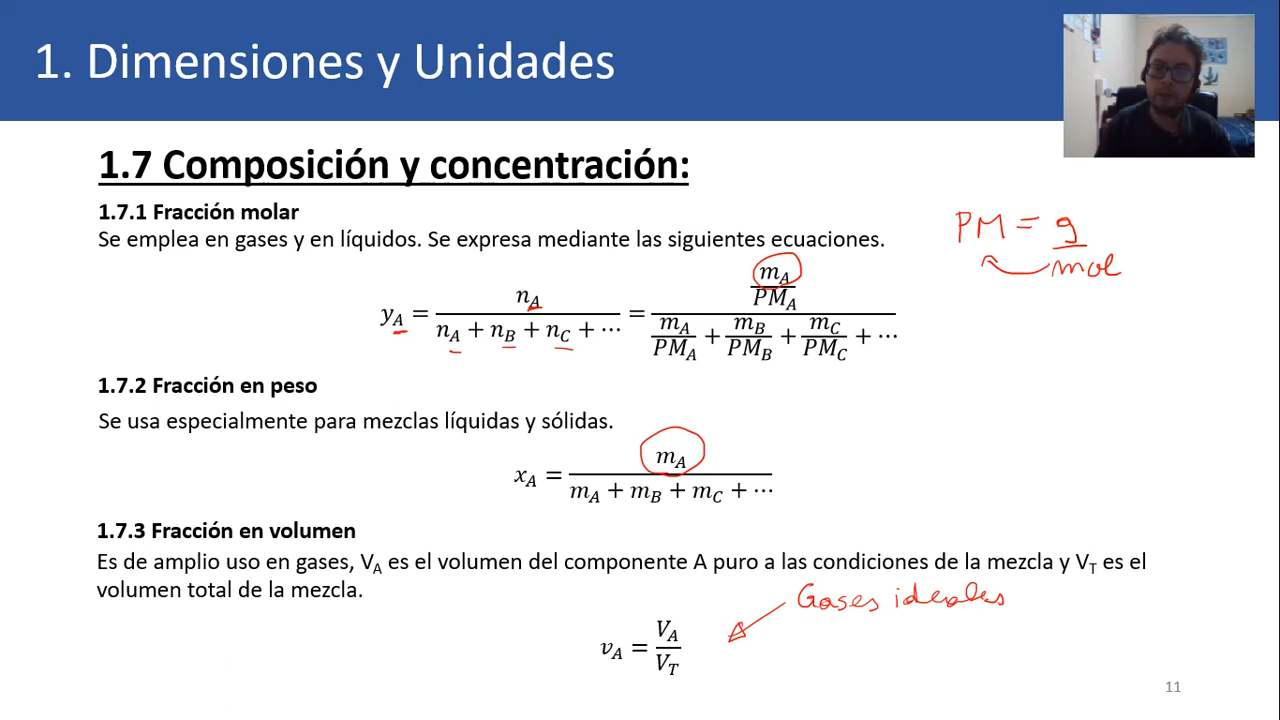 1. Dimensiones y Unidades
1.7 Composición y concentración:
1.7.1 Fracción molar
Se emplea en gases y en líquidos. Se expresa mediante las siguientes ecuaciones.
PM = g/mol
y_A = n_A / (n_A + n_B + n_C + ⋯) = (m_A/PM_A) / (m_A/PM_A + m_B/PM_B + m_C/PM_C + ⋯)
1.7.2 Fracción en peso
Se usa especialmente para mezclas líquidas y sólidas.
x_A = m_A / (m_A + m_B + m_C + ⋯)
1.7.3 Fracción en volumen
Es de amplio uso en gases, V_A es el volumen del componente A puro a las condiciones de la mezcla y V_T es el
volumen total de la mezcla.
Gases ideales
v_A = V_A / V_T
11